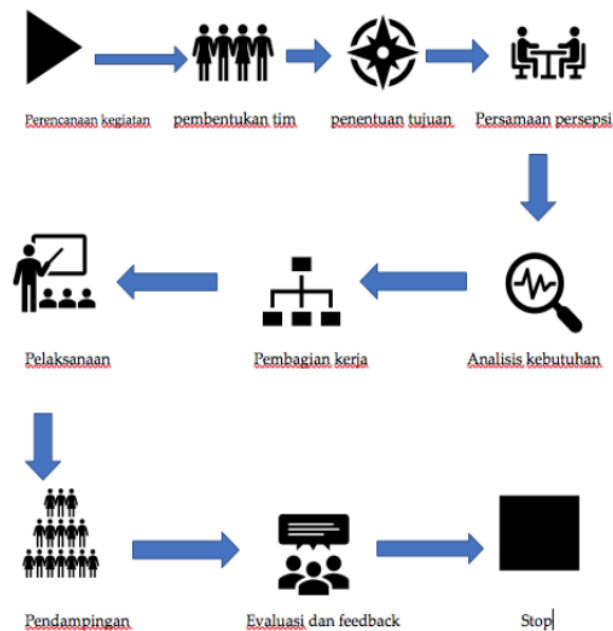 Perencanaan kegiatan
pembentukan tim
penentuan tujuan
Persamaan persepsi
Analisis kebutuhan
Pembagian kerja
Pelaksanaan
Pendampingan
Evaluasi dan feedback
Stop